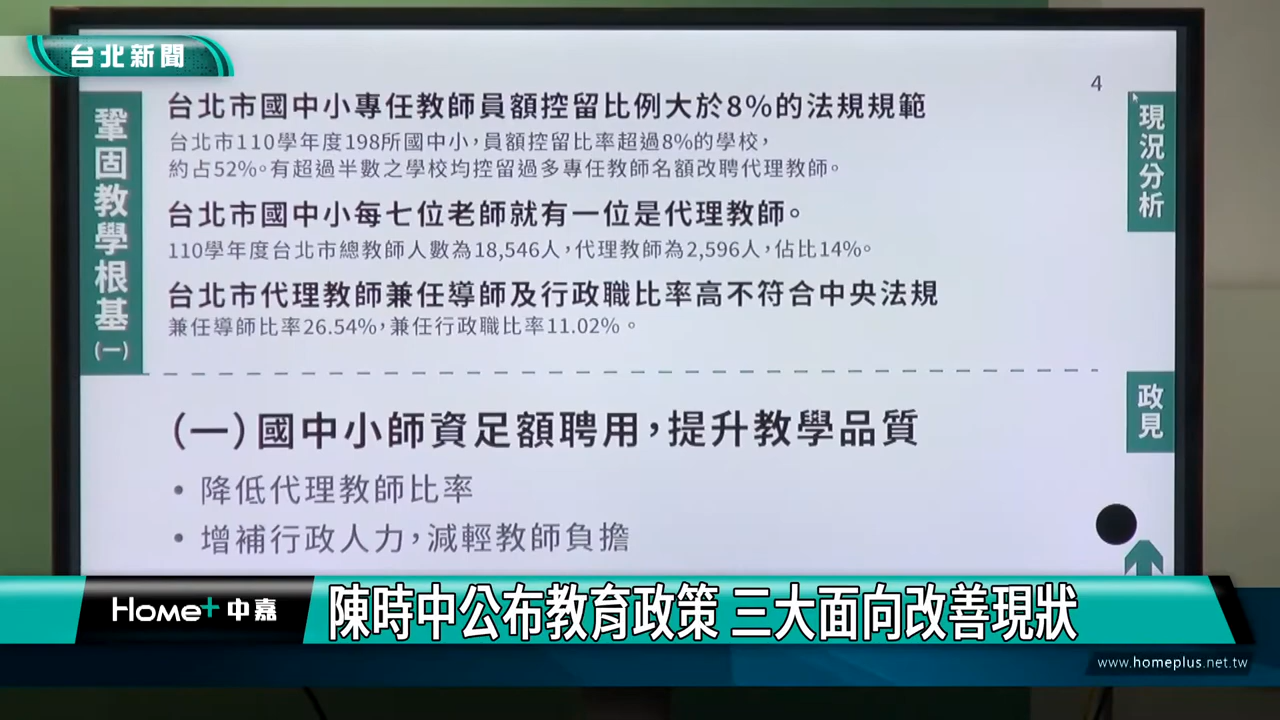 台北新聞
4
鞏固教學根基(一)
現況分析
台北市國中小專任教師員額控留比例大於8%的法規規範
台北市110學年度198所國中小，員額控留比率超過8%的學校，
約占52%。有超過半數之學校均控留過多專任教師名額改聘代理教師。
台北市國中小每七位老師就有一位是代理教師。
110學年度台北市總教師人數為18,546人，代理教師為2,596人，佔比14%。
台北市代理教師兼任導師及行政職比率高不符合中央法規
兼任導師比率26.54%，兼任行政職比率11.02%。
政見
(一)國中小師資足額聘用，提升教學品質
• 降低代理教師比率
• 增補行政人力，減輕教師負擔
Home+中嘉
陳時中公布教育政策 三大面向改善現狀
www.homeplus.net.tw